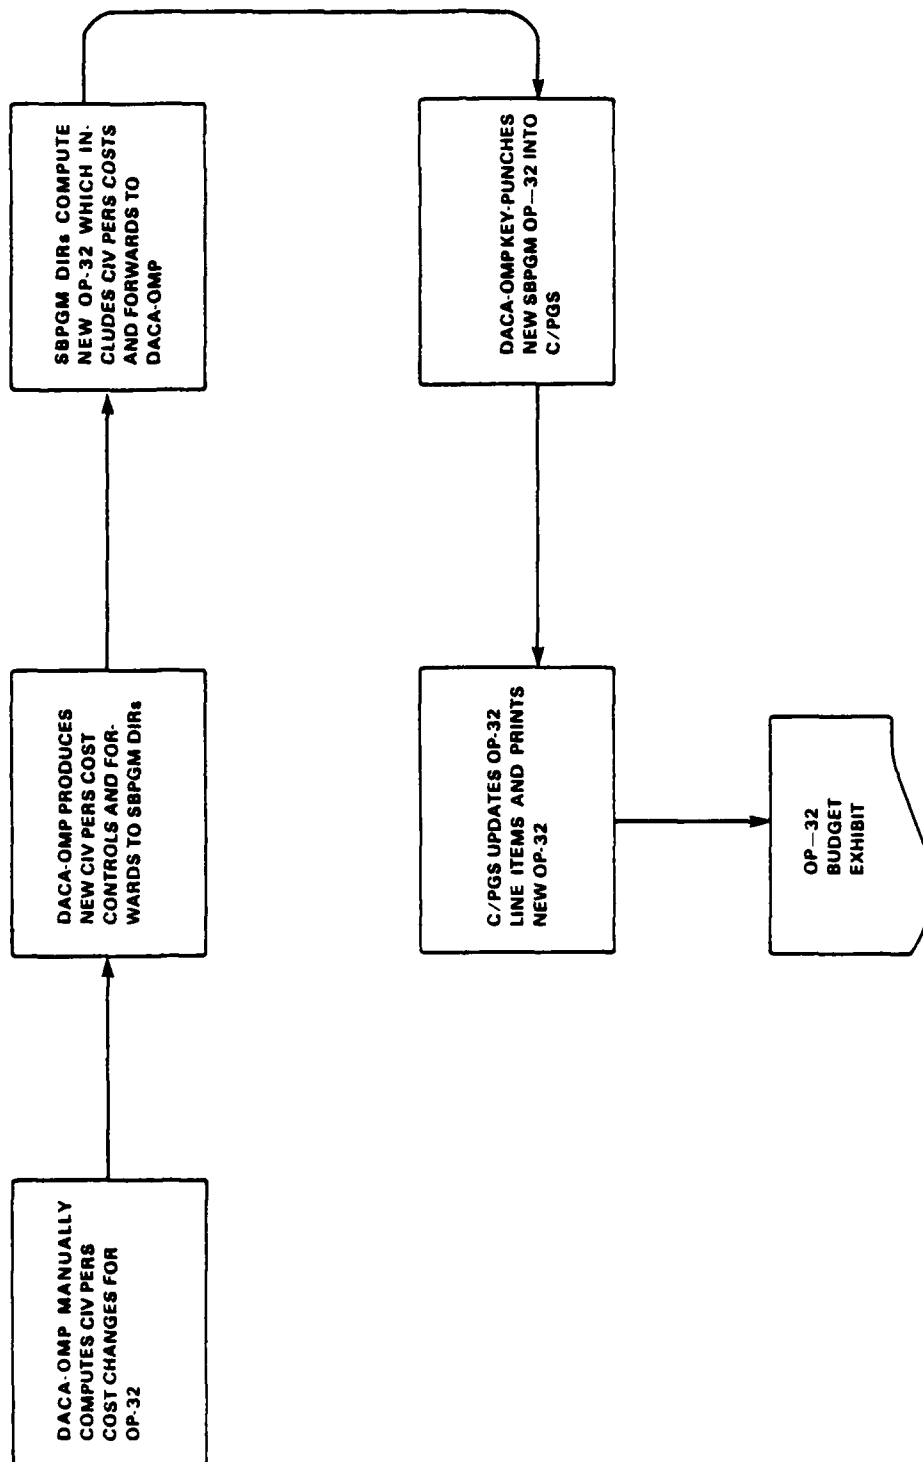 DACA-OMP MANUALLY
COMPUTES CIV PERS
COST CHANGES FOR
OP-32
DACA-OMP PRODUCES
NEW CIV PERS COST
CONTROLS AND FOR-
WARDS TO SBPGM DIRs
SBPGM DIRs COMPUTE
NEW OP-32 WHICH IN-
CLUDES CIV PERS COSTS
AND FORWARDS TO
DACA-OMP
DACA-OMP KEY-PUNCHES
NEW SBPGM OP-32 INTO
C/PGS
C/PGS UPDATES OP-32
LINE ITEMS AND PRINTS
NEW OP-32
OP-32
BUDGET
EXHIBIT